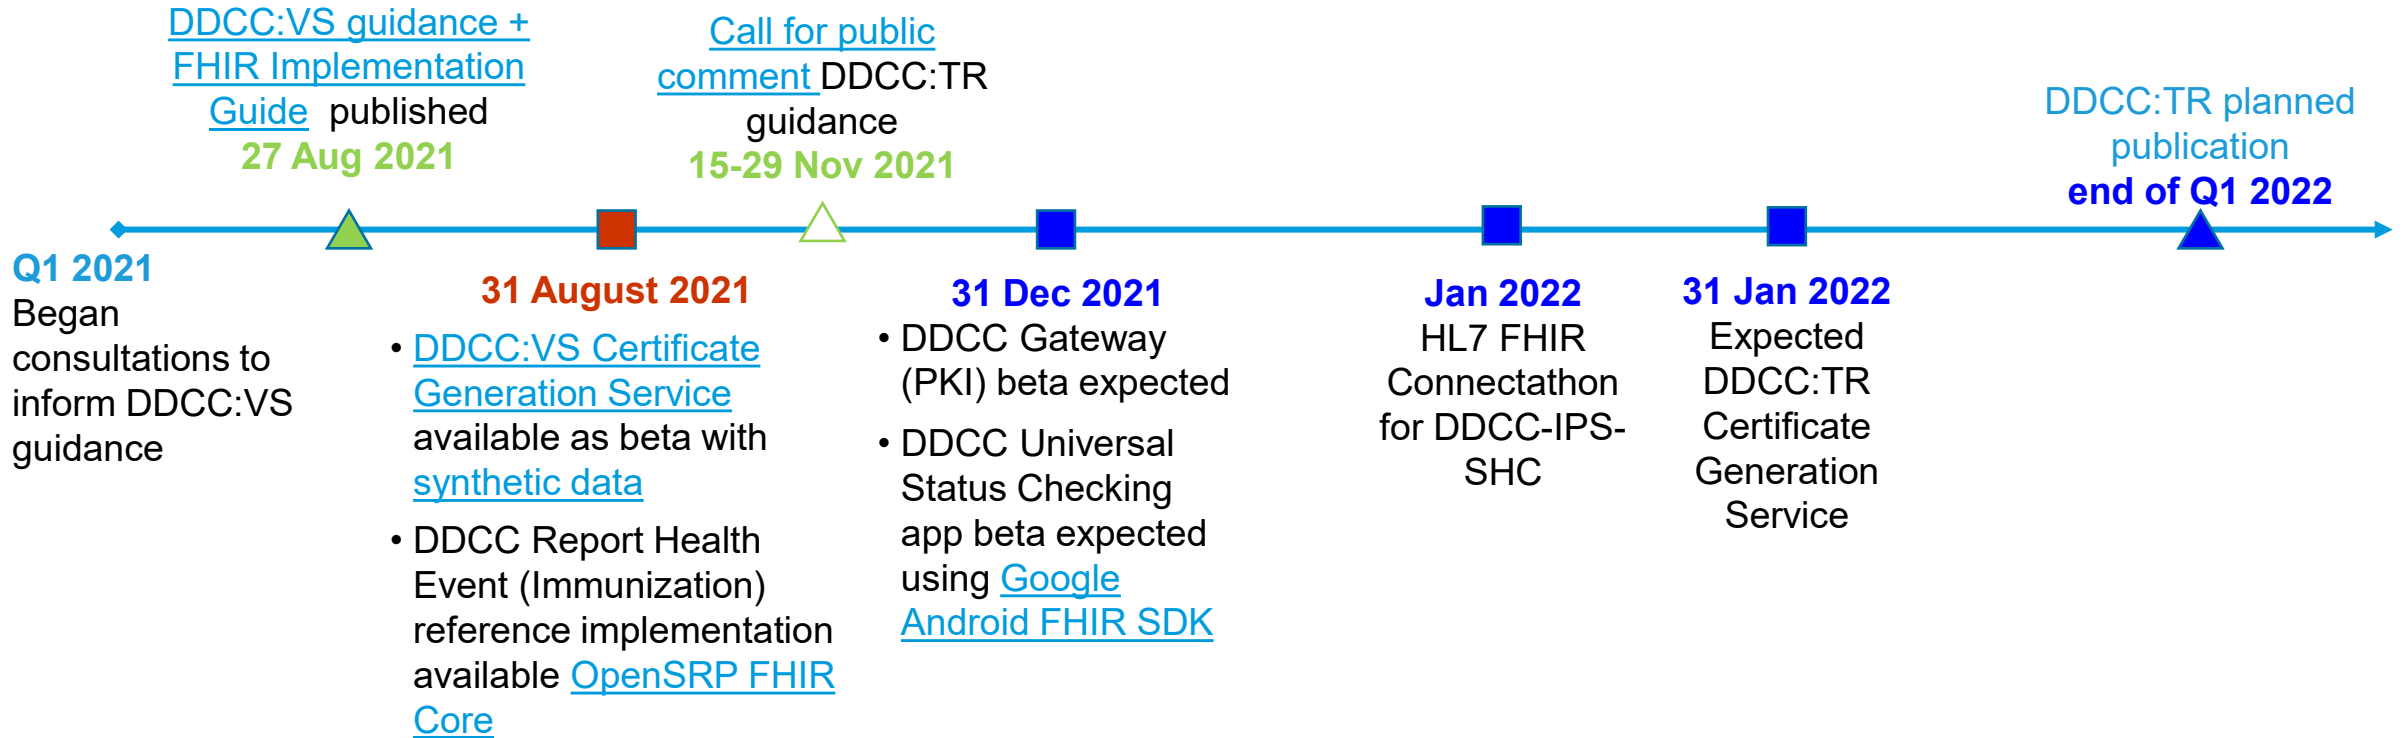 DDCC:VS guidance +
FHIR Implementation
Guide published
27 Aug 2021
Call for public
comment DDCC:TR
guidance
15-29 Nov 2021
DDCC:TR planned
publication
end of Q1 2022
Q1 2021
Began
consultations to
inform DDCC:VS
guidance
31 August 2021
• DDCC:VS Certificate
Generation Service
available as beta with
synthetic data
• DDCC Report Health
Event (Immunization)
reference implementation
available OpenSRP FHIR
Core
31 Dec 2021
• DDCC Gateway
(PKI) beta expected
• DDCC Universal
Status Checking
app beta expected
using Google
Android FHIR SDK
Jan 2022
HL7 FHIR
Connectathon
for DDCC-IPS-
SHC
31 Jan 2022
Expected
DDCC:TR
Certificate
Generation
Service